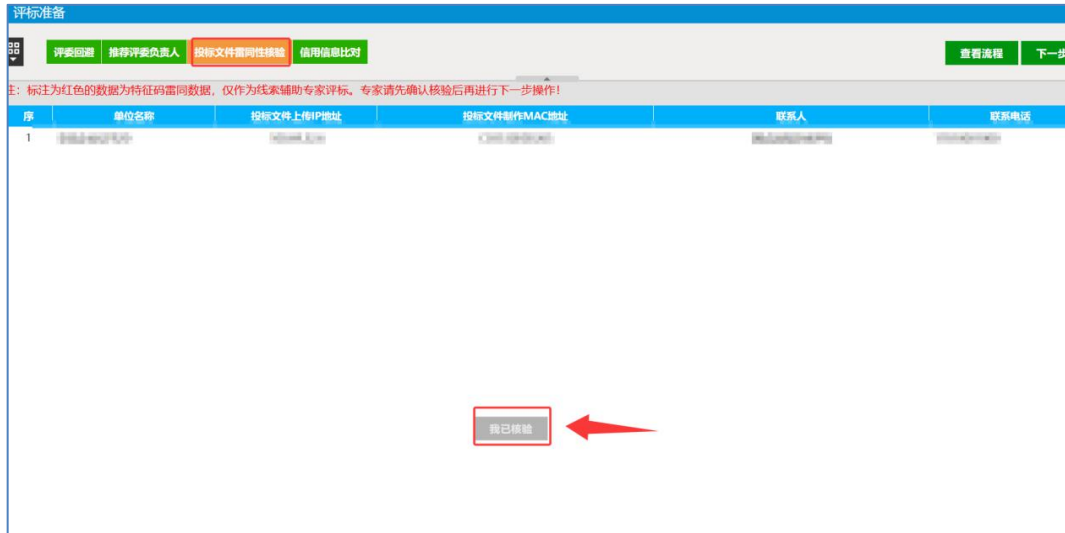 评标准备
评委回避 推荐评委负责人 投标文件雷同性核验 信用信息比对 查看流程 下一步
注：标注为红色的数据为特征码雷同数据，仅作为线索辅助专家评标。专家请先确认核验后再进行下一步操作！
序 单位名称 投标文件上传IP地址 投标文件制作MAC地址 联系人 联系电话
1
我已核验